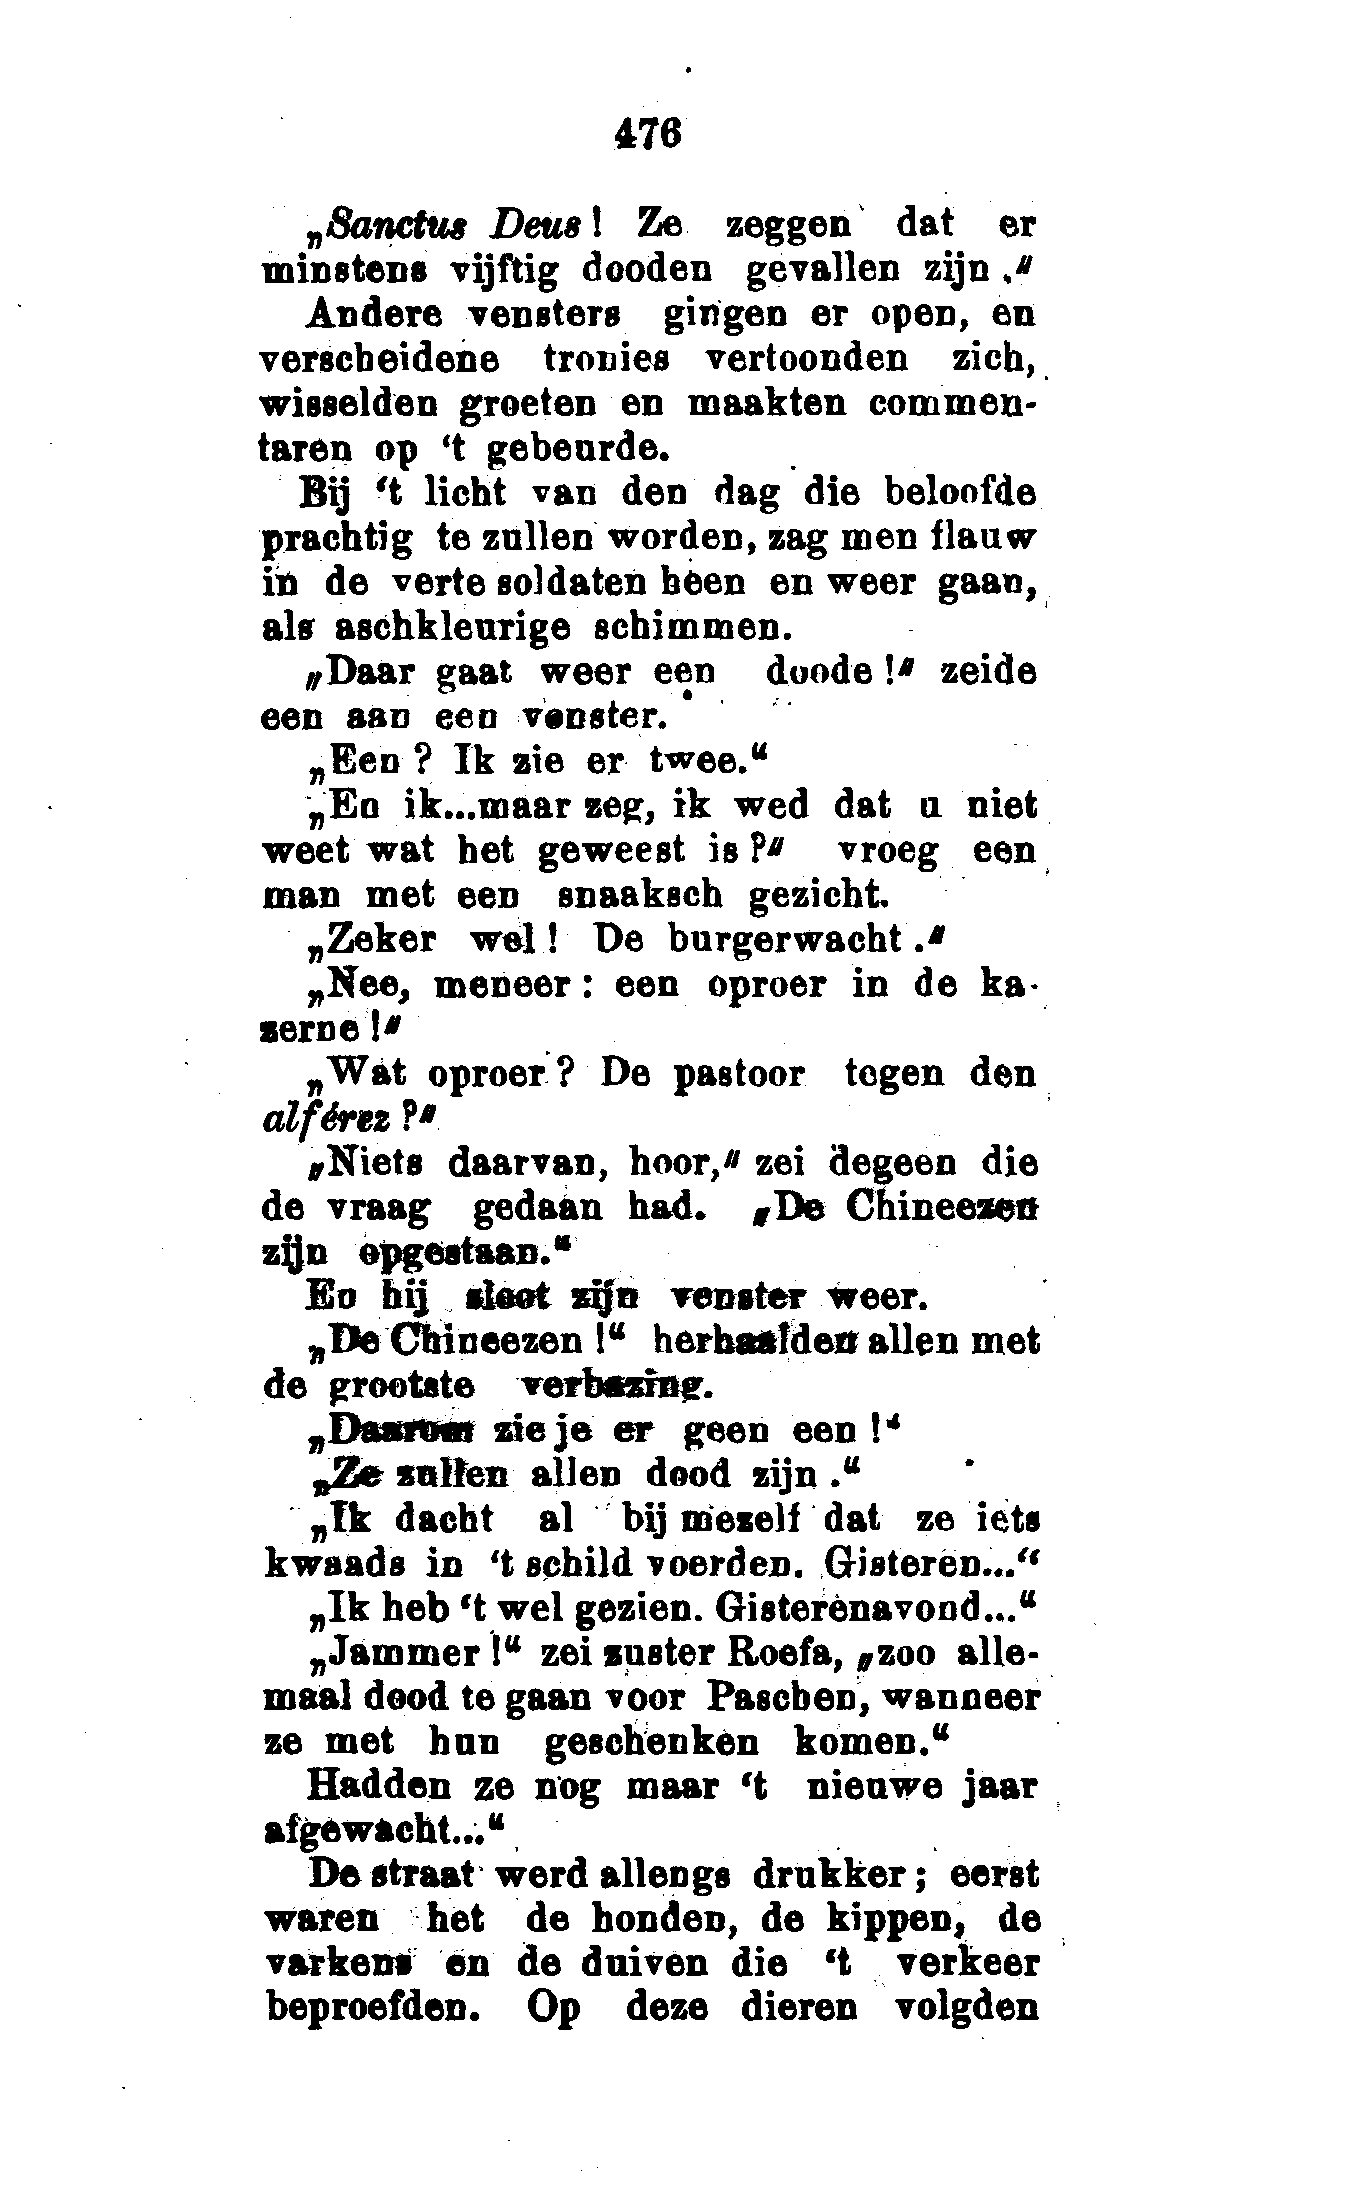 476
„Sanctus Deus! Ze zeggen dat er
minstens vijftig dooden gevallen zijn."
Andere vensters gingen er open, en
verscheidene tronies vertoonden zich,
wisselden groeten en maakten commen-
taren op ‘t gebeurde.
Bij ‘t licht van den dag die beloofde
prachtig te zullen worden, zag men flauw
in de verte soldaten heen en weer gaan,
als aschkleurige schimmen.
„Daar gaat weer een doode!" zeide
een aan een venster.
„Een? Ik zie er twee.“
„En ik...maar zeg, ik wed dat u niet
weet wat het geweest is?" vroeg een
man met een snaaksch gezicht.
„Zeker wel! De burgerwacht."
„Nee, meneer: een oproer in de ka-
zerne!"
„Wat oproer? De pastoor tegen den
alférez?"
„Niets daarvan, hoor," zei degeen die
de vraag gedaan had. „De Chineezen
zijn opgestaan.“
En hij sloot zijn venster weer.
„De Chineezen!“ herhaalden allen met
de grootste verbazing.
„Daarom zie je er geen een!“
„Ze zullen allen dood zijn.“
„Ik dacht al bij mezelf dat ze iets
kwaads in ‘t schild voerden. Gisteren...“
„Ik heb ‘t wel gezien. Gisterenavond...“
„Jammer!“ zei zuster Roefa, „zoo alle-
maal dood te gaan voor Paschen, wanneer
ze met hun geschenken komen.“
Hadden ze nog maar ‘t nieuwe jaar
afgewacht...“
De straat werd allengs drukker; eerst
waren het de honden, de kippen, de
varkens en de duiven die ‘t verkeer
beproefden. Op deze dieren volgden